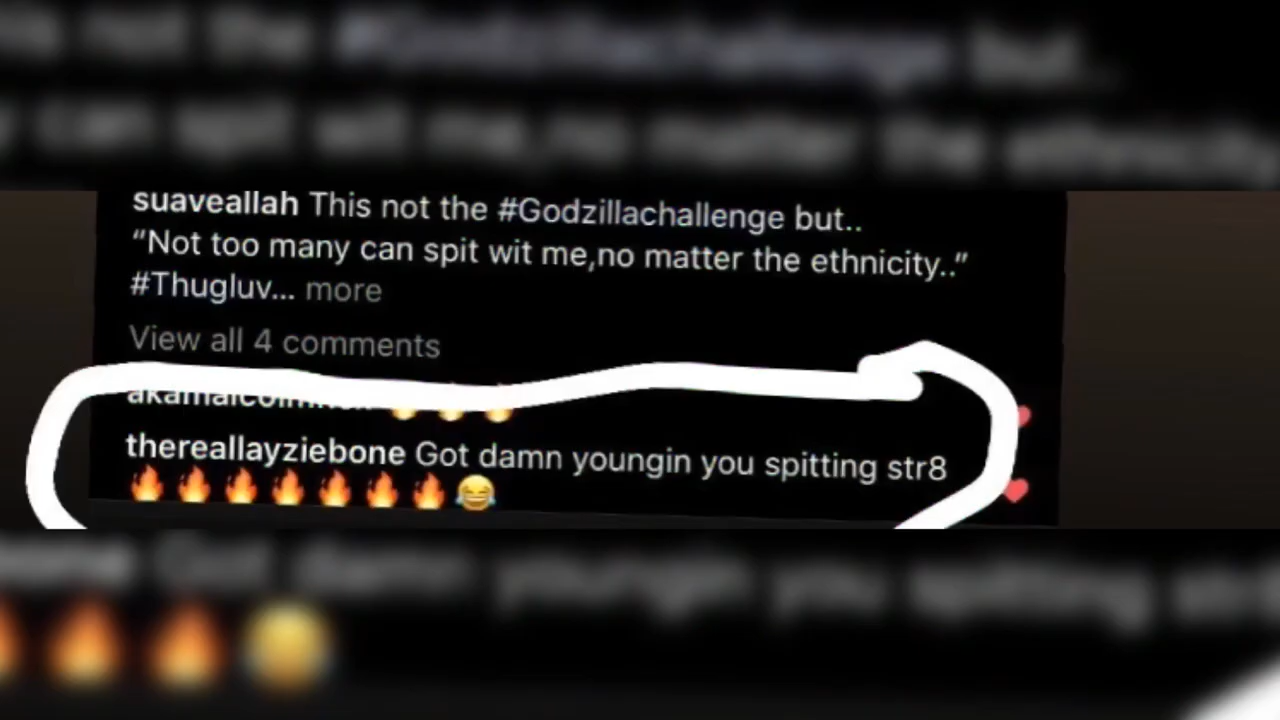 suaveallah This not the #Godzillachallenge but..
“Not too many can spit wit me,no matter the ethnicity..”
#Thugluv... more
View all 4 comments
🔥🔥🔥
thereallayziebone Got damn youngin you spitting str8
🔥🔥🔥🔥🔥🔥🔥😂